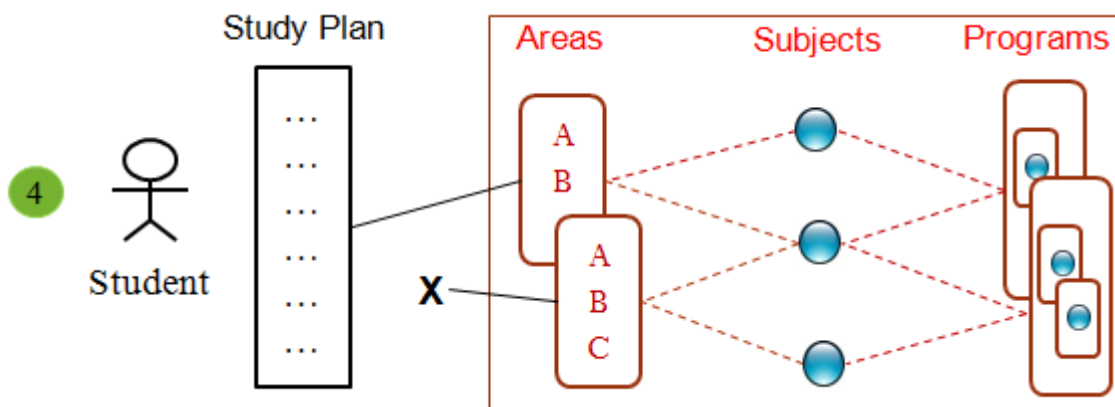 Study Plan
Areas
Subjects
Programs
4
Student
...
...
...
...
...
...
A
B
A
B
C
X